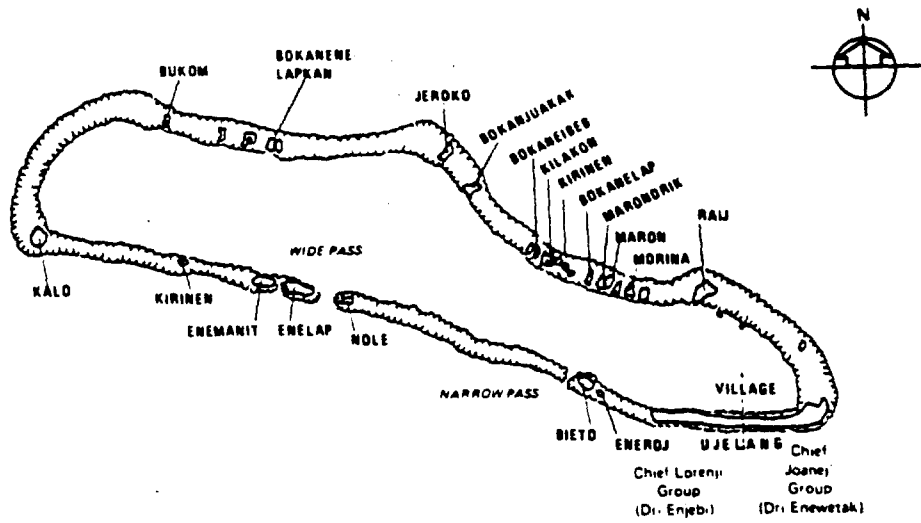 N
BUKOM
BOKANENE
LAPKAN
JEROKO
BOKANJUAKAK
BOKANEIBEB
KILAKON
KIRINEN
BOKANELAP
MARONDRIK
MARON
MORINA
RAIJ
WIDE PASS
KALO
KIRINEN
ENEMANIT
ENELAP
NOLE
NARROW PASS
BIETO
ENEROJ
VILLAGE
UJELANG
Chief Lorenji
Group
(Dri Enjebi)
Chief
Joanej
Group
(Dri Enewetak)